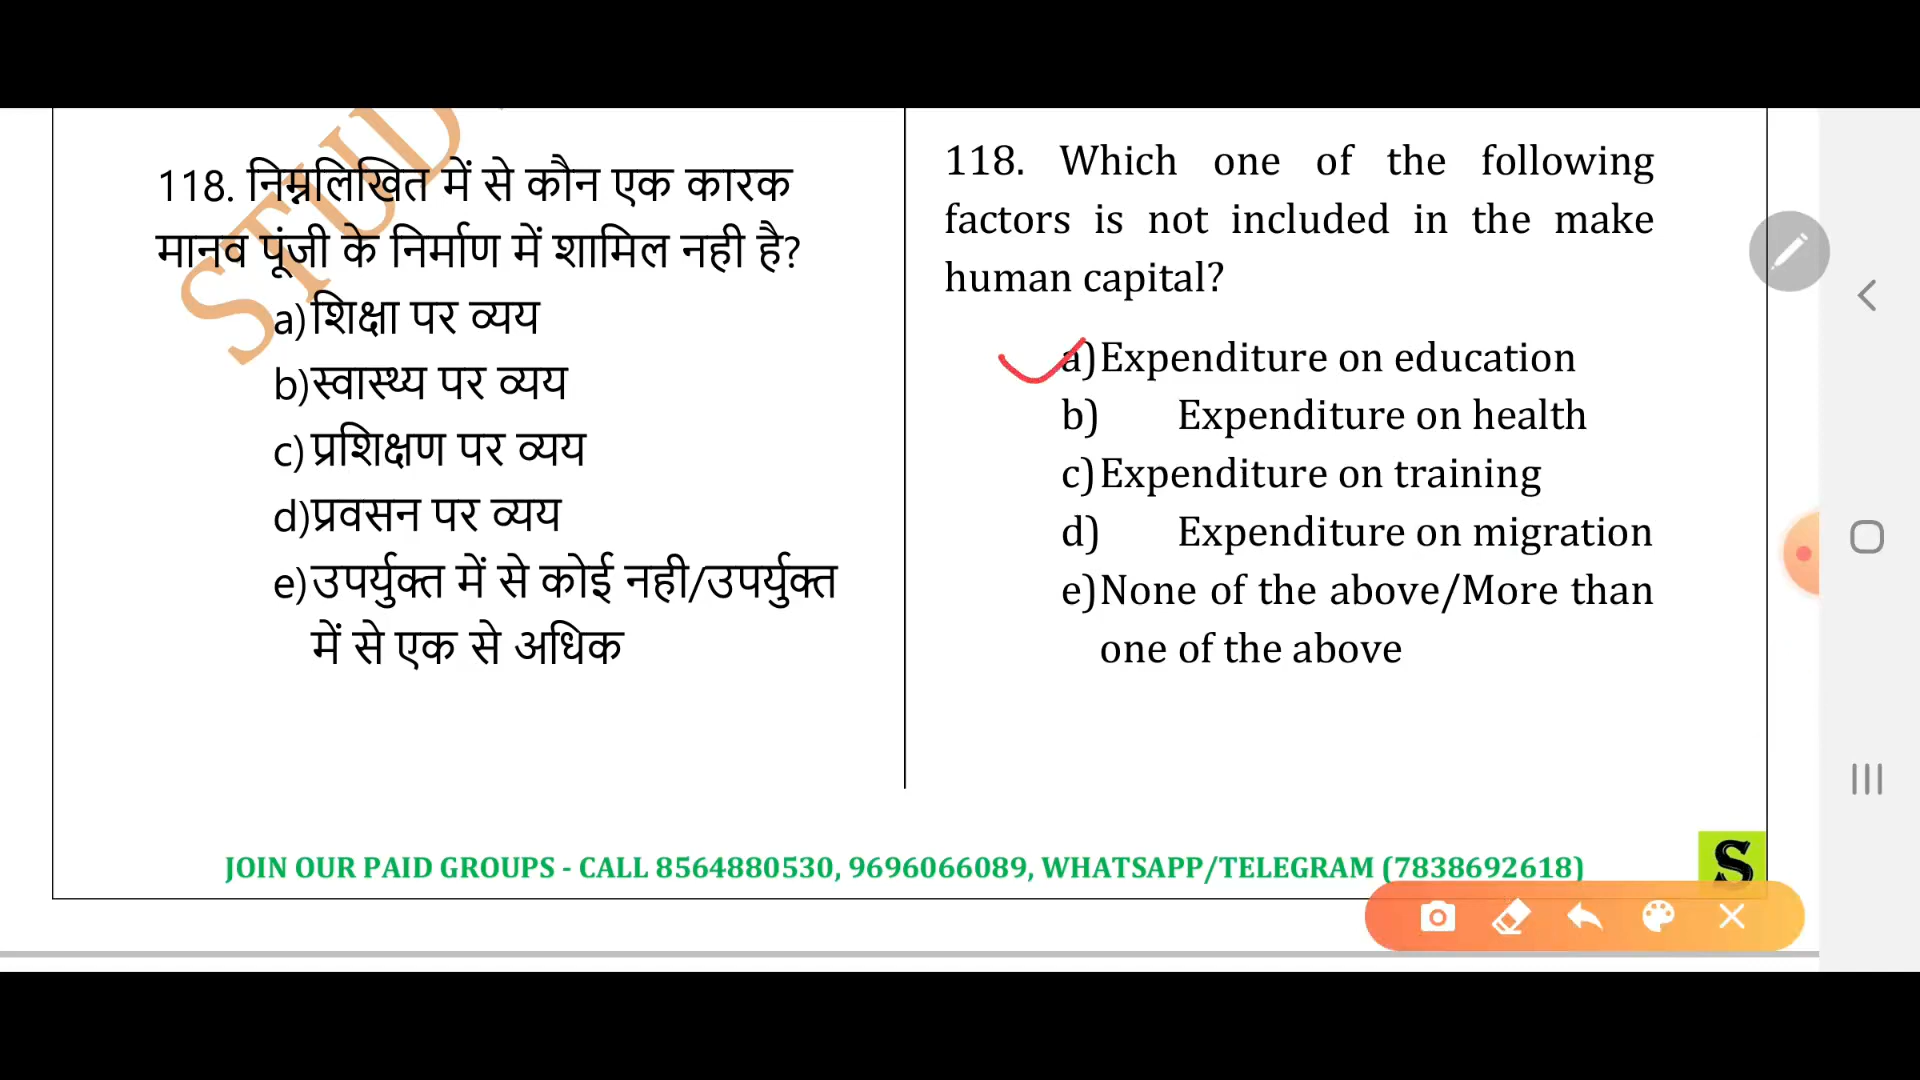 118. निम्नलिखित में से कौन एक कारक
मानव पूंजी के निर्माण में शामिल नही है?
a) शिक्षा पर व्यय
b) स्वास्थ्य पर व्यय
c) प्रशिक्षण पर व्यय
d) प्रवसन पर व्यय
e) उपर्युक्त में से कोई नही/उपर्युक्त
में से एक से अधिक
118. Which one of the following
factors is not included in the make
human capital?
a) Expenditure on education
b) Expenditure on health
c) Expenditure on training
d) Expenditure on migration
e) None of the above/More than
one of the above
JOIN OUR PAID GROUPS - CALL 8564880530, 9696066089, WHATSAPP/TELEGRAM (7838692618)
S
STUD